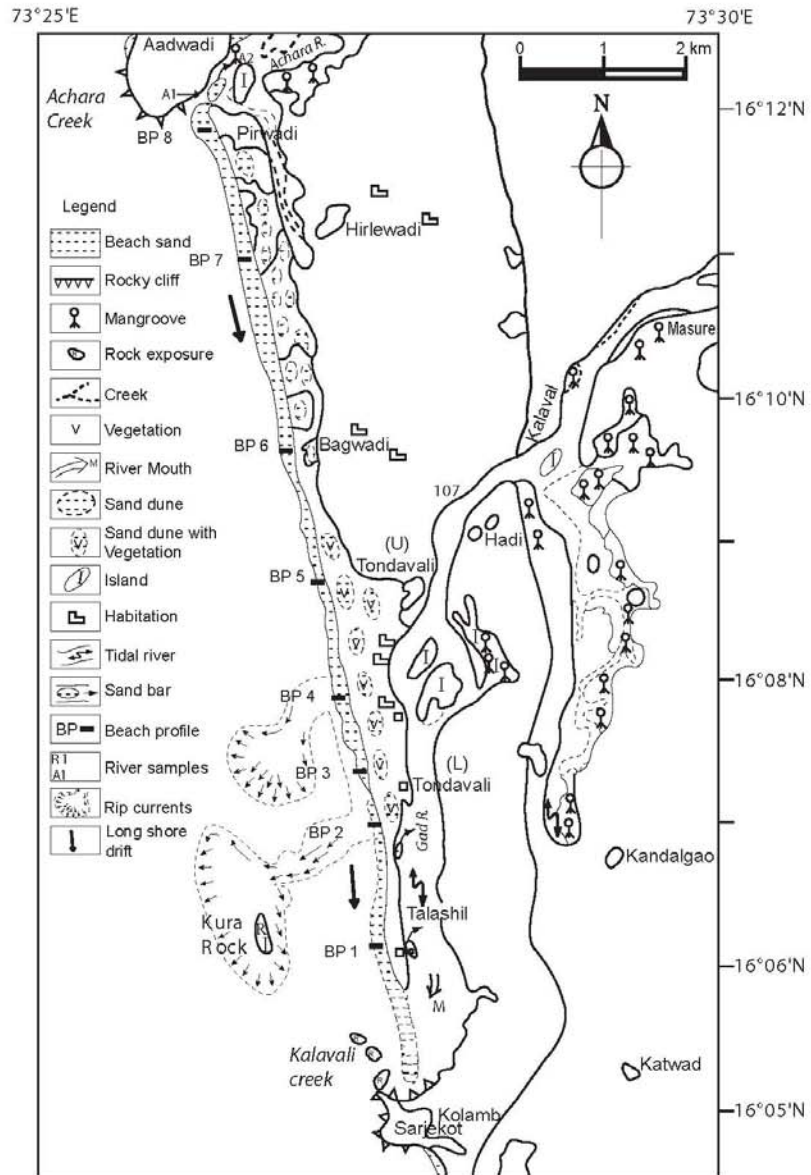 73°25'E
73°30'E
Aadwadi
A2
Achara R.
I
0 1 2 km
A1
Achara
Creek
BP 8
Pirwadi
N
16°12'N
Legend
Beach sand
Rocky cliff
Mangroove
R
Rock exposure
Creek
V
Vegetation
M
River Mouth
Sand dune
V
Sand dune with
Vegetation
I
Island
Habitation
Tidal river
Sand bar
BP
Beach profile
R1
A1
River samples
Rip currents
Long shore
drift
Hirlewadi
BP 7
Masure
Kalaval
16°10'N
BP 6
Bagwadi
I
107
(U)
Tondavali
Hadi
BP 5
V
V
V
V
I
I
I
I
16°08'N
V
BP 4
V
(L)
Tondavali
BP 3
V
V
BP 2
Gad R.
Kandalgao
Talashil
Kura
Rock
R
BP 1
M
16°06'N
Kalavali
creek
R
R
R
Katwad
Kolamb
Sarjekot
16°05'N